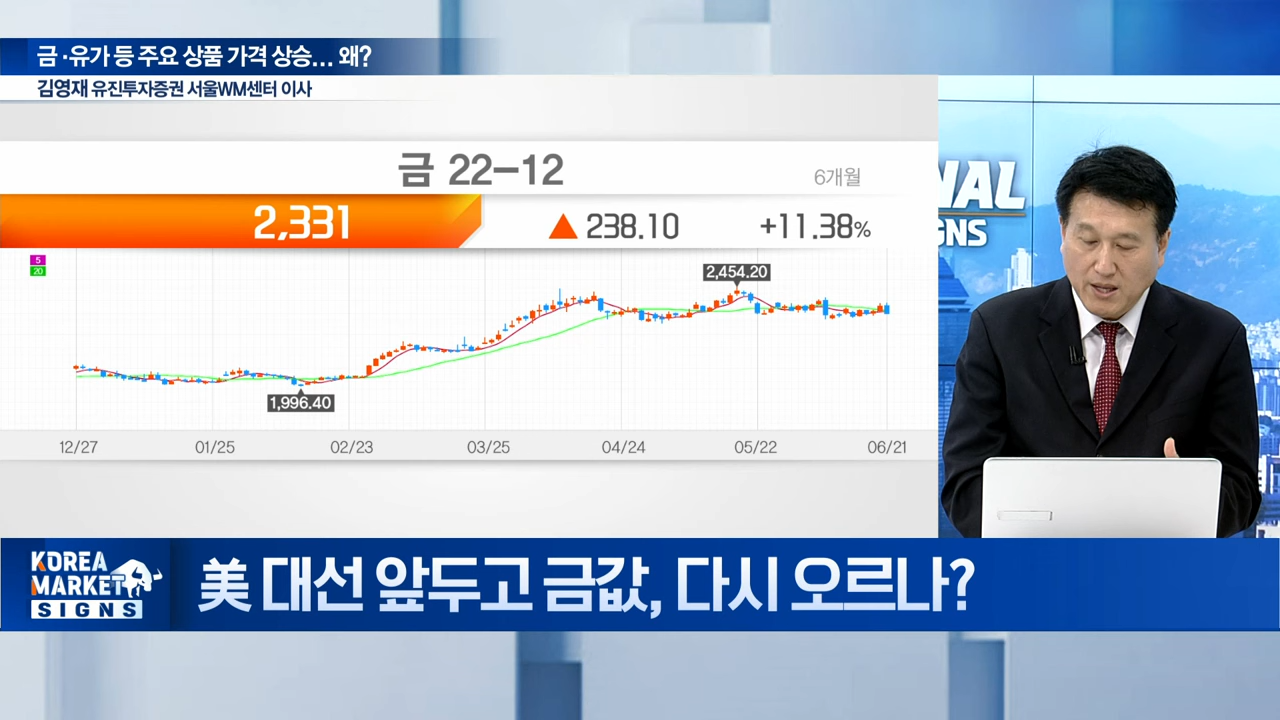 금·유가 등 주요 상품 가격 상승... 왜?
김영재 유진투자증권 서울WM센터 이사
금 22-12
6개월
2,331
▲ 238.10
+11.38%
5
20
2,454.20
1,996.40
12/27
01/25
02/23
03/25
04/24
05/22
06/21
NAL
GNS
KOREA
MARKET
SIGNS
美 대선 앞두고 금값, 다시 오르나?